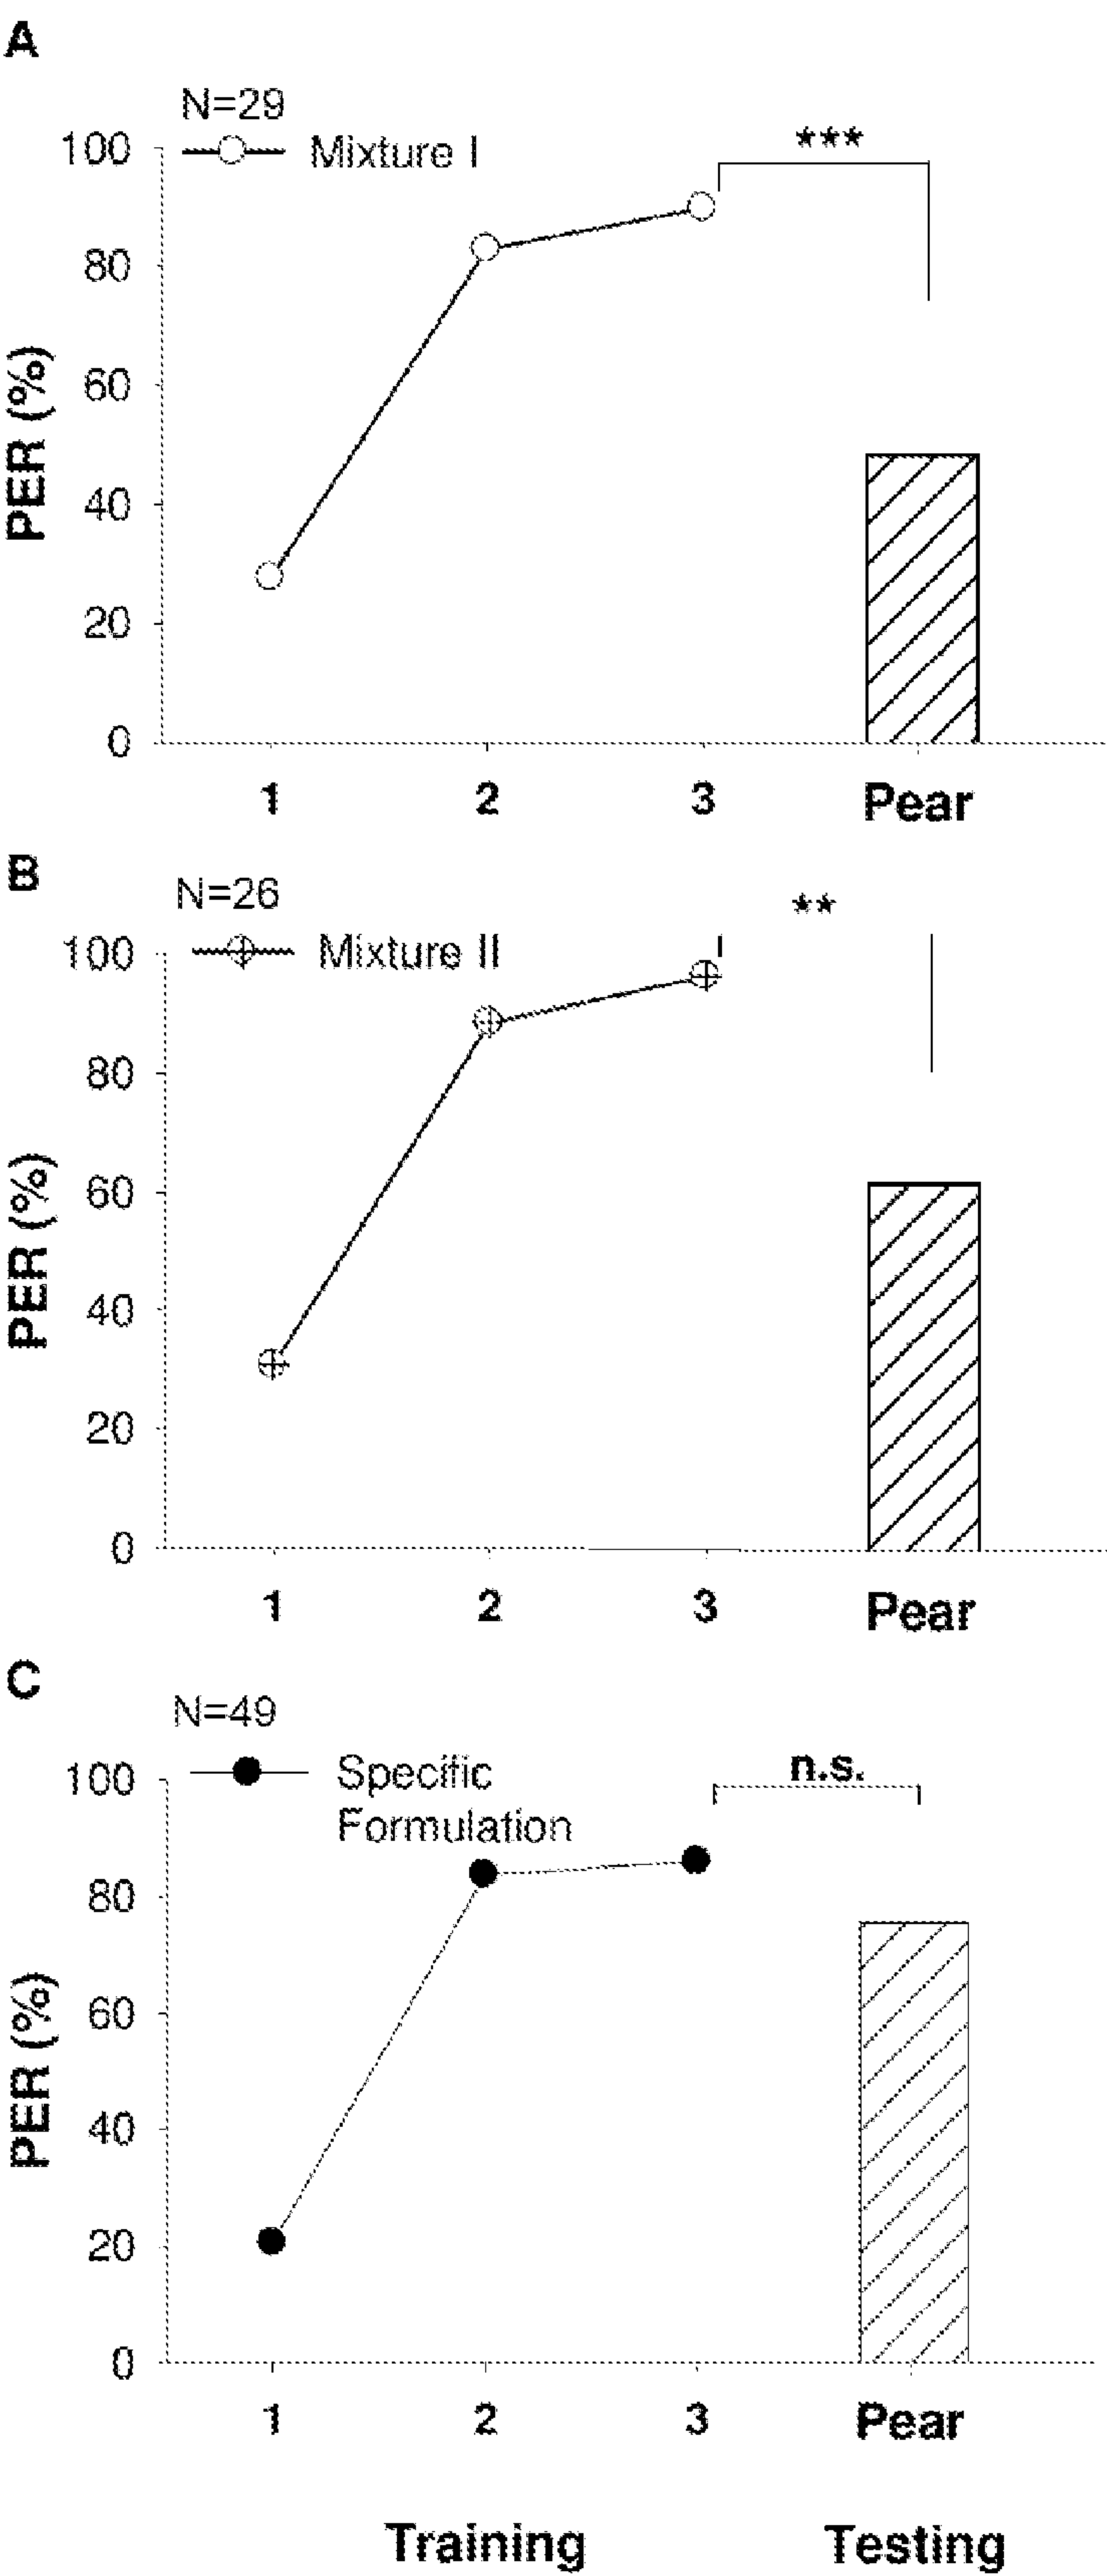 A
N=29
Mixture I
***
100
80
60
40
20
0
PER (%)
1 2 3 Pear
B
N=26
Mixture II
**
100
80
60
40
20
0
PER (%)
1 2 3 Pear
C
N=49
Specific
Formulation
n.s.
100
80
60
40
20
0
PER (%)
1 2 3 Pear
Training Testing